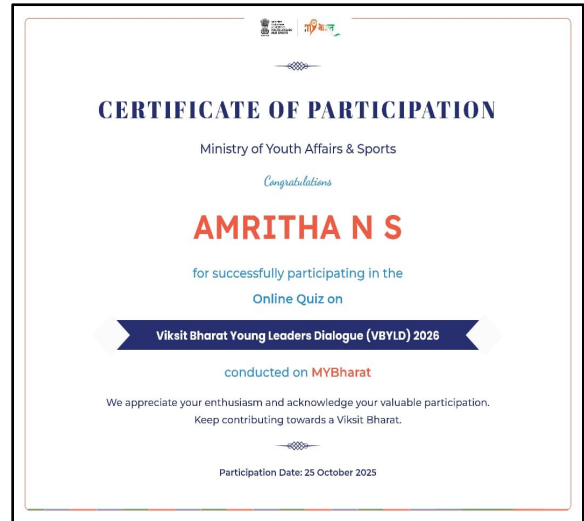 CERTIFICATE OF PARTICIPATION
Ministry of Youth Affairs & Sports
Congratulations
AMRITHA N S
for successfully participating in the
Online Quiz on
Viksit Bharat Young Leaders Dialogue (VBYLD) 2026
conducted on MYBharat
We appreciate your enthusiasm and acknowledge your valuable participation.
Keep contributing towards a Viksit Bharat.
Participation Date: 25 October 2025